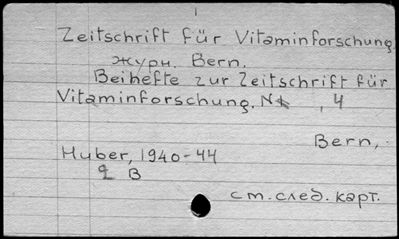 Zeitschrift für Vitaminforschung
журн. Bern.
Beihefte zur Zeitschrift für
Vitaminforschung. № , 4
Bern,
Huber, 1940-44
B
см. след. карт.